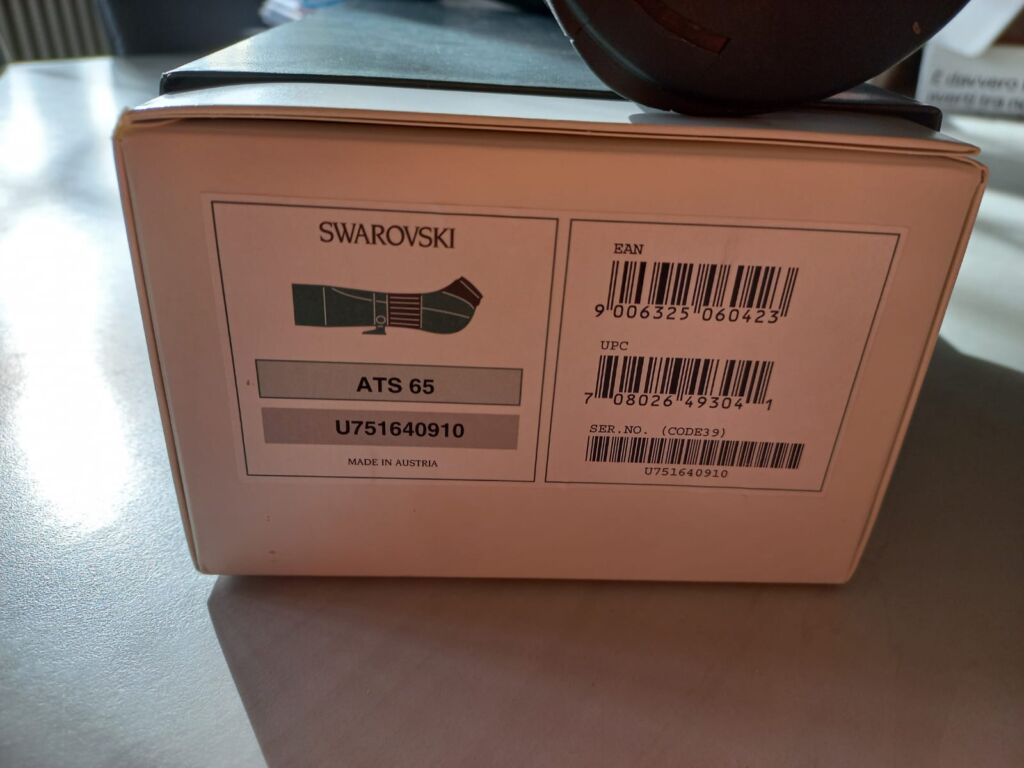 SWAROVSKI
ATS 65
U751640910
MADE IN AUSTRIA
EAN
9 006325 060423
UPC
7 08026 49304 1
SER.NO. (CODE39)
U751640910
È davvero